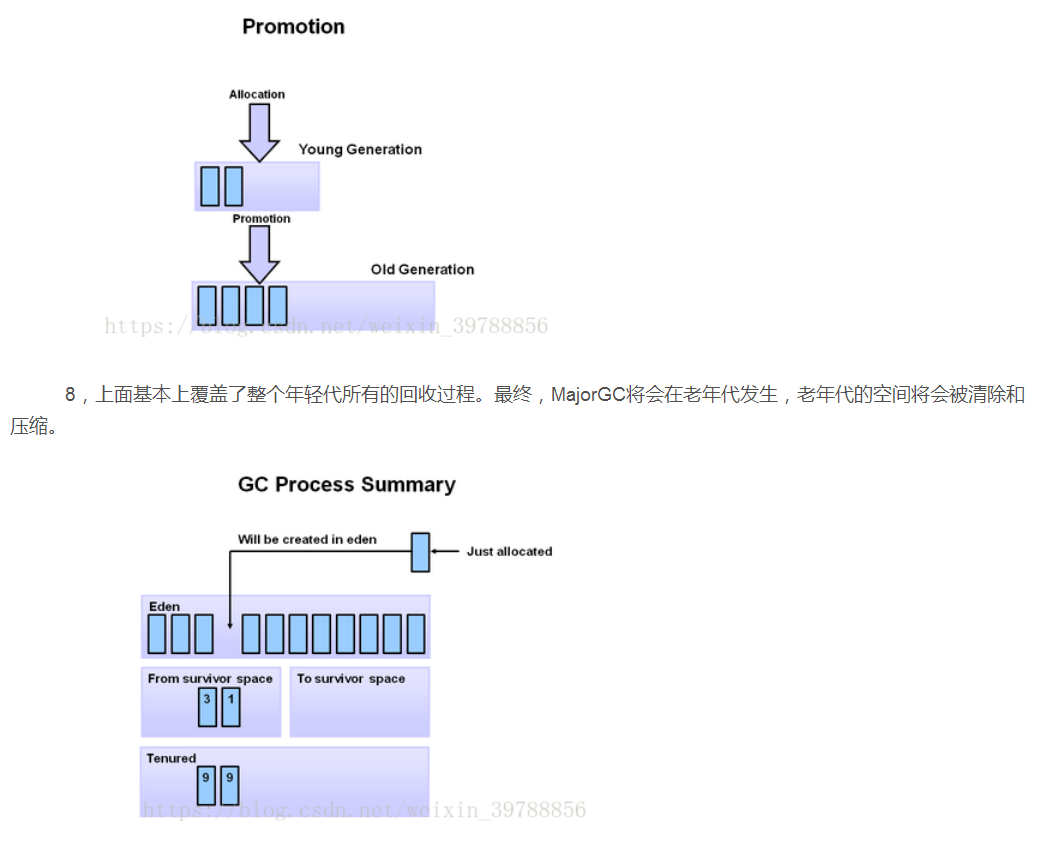 Promotion
Allocation
Young Generation
Promotion
Old Generation
https://blog.csdn.net/weixin_39788856
8，上面基本上覆盖了整个年轻代所有的回收过程。最终，MajorGC将会在老年代发生，老年代的空间将会被清除和
压缩。
GC Process Summary
Will be created in eden
Just allocated
Eden
From survivor space
To survivor space
3 1
Tenured
9 9
https://blog.csdn.net/weixin_39788856